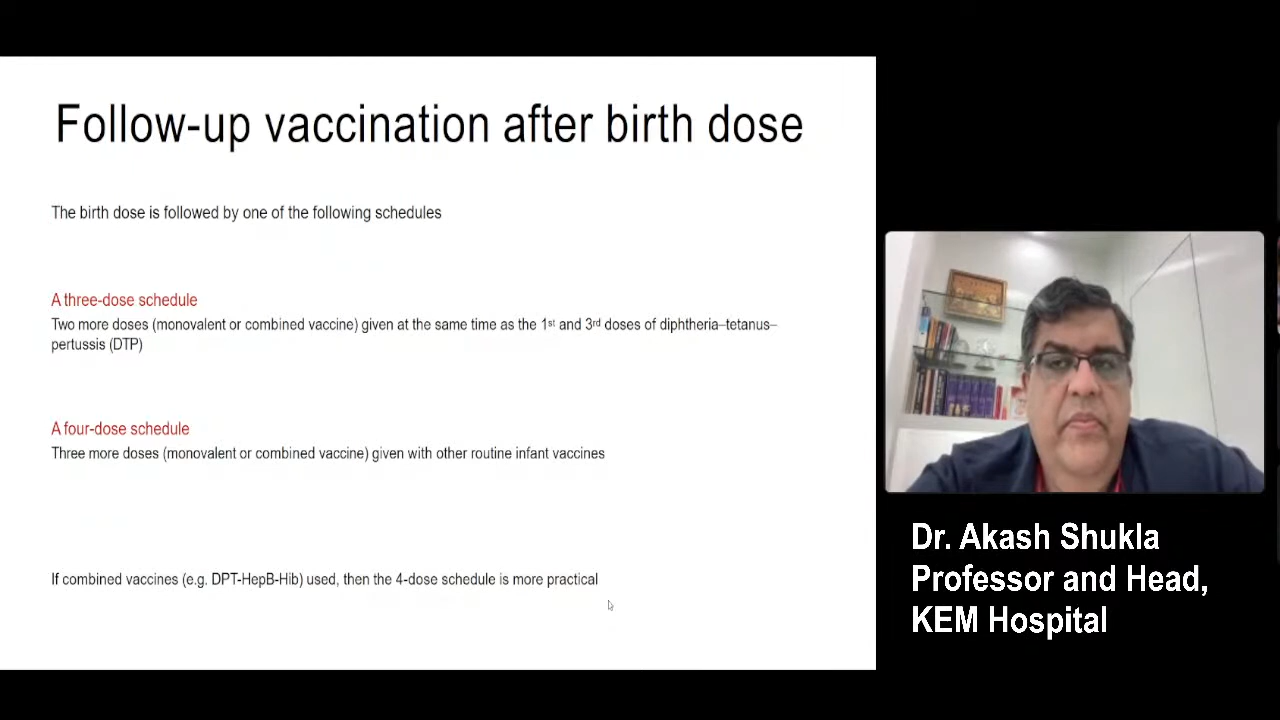 Follow-up vaccination after birth dose
The birth dose is followed by one of the following schedules
A three-dose schedule
Two more doses (monovalent or combined vaccine) given at the same time as the 1st and 3rd doses of diphtheria–tetanus–
pertussis (DTP)
A four-dose schedule
Three more doses (monovalent or combined vaccine) given with other routine infant vaccines
If combined vaccines (e.g. DPT-HepB-Hib) used, then the 4-dose schedule is more practical
Dr. Akash Shukla
Professor and Head,
KEM Hospital